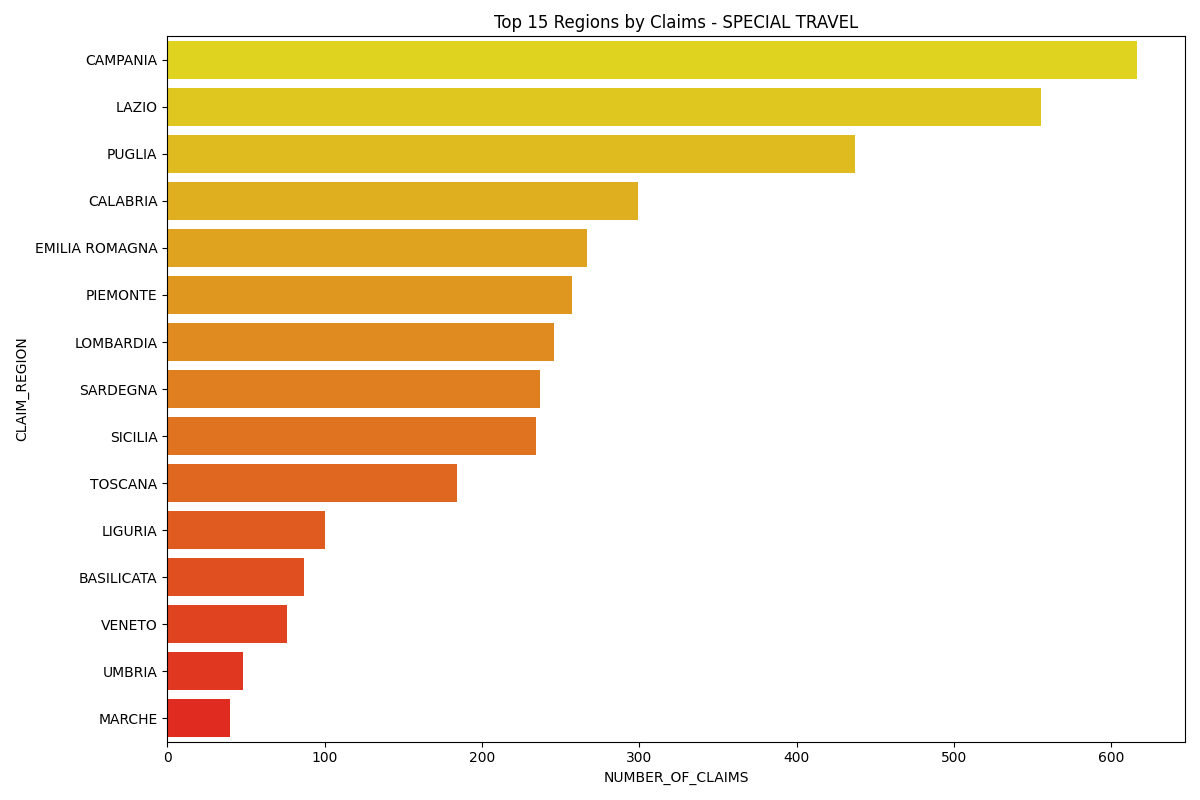 Top 15 Regions by Claims - SPECIAL TRAVEL
CLAIM_REGION
CAMPANIA
LAZIO
PUGLIA
CALABRIA
EMILIA ROMAGNA
PIEMONTE
LOMBARDIA
SARDEGNA
SICILIA
TOSCANA
LIGURIA
BASILICATA
VENETO
UMBRIA
MARCHE
0 100 200 300 400 500 600
NUMBER_OF_CLAIMS